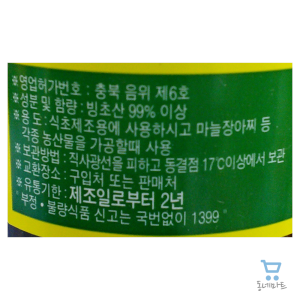 ※영업허가번호 : 충북 음위 제6호
※성분 및 함량 : 빙초산 99% 이상
※용 도 : 식초제조용에 사용하시고 마늘장아찌 등
각종 농산물을 가공할때 사용
※보관방법 : 직사광선을 피하고 동결점 17℃이상에서 보관
※교환장소 : 구입처 또는 판매처
※유통기한 : 제조일로부터 2년
부정・불량식품 신고는 국번없이 1399
동네마트